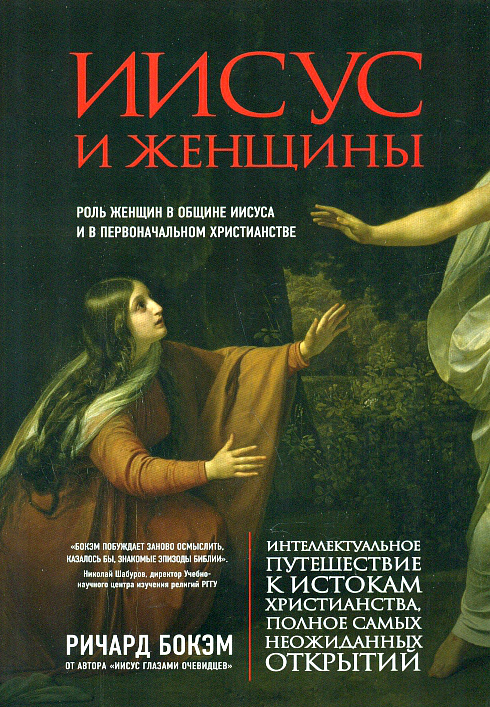 ИИСУС
И ЖЕНЩИНЫ
РОЛЬ ЖЕНЩИН В ОБЩИНЕ ИИСУСА
И В ПЕРВОНАЧАЛЬНОМ ХРИСТИАНСТВЕ
«БОКЭМ ПОБУЖДАЕТ ЗАНОВО ОСМЫСЛИТЬ,
КАЗАЛОСЬ БЫ, ЗНАКОМЫЕ ЭПИЗОДЫ БИБЛИИ».
Николай Шабуров, директор Учебно-
научного центра изучения религий РГГУ
РИЧАРД БОКЭМ
ОТ АВТОРА «ИИСУС ГЛАЗАМИ ОЧЕВИДЦЕВ»
ИНТЕЛЛЕКТУАЛЬНОЕ
ПУТЕШЕСТВИЕ
К ИСТОКАМ
ХРИСТИАНСТВА,
ПОЛНОЕ САМЫХ
НЕОЖИДАННЫХ
ОТКРЫТИЙ